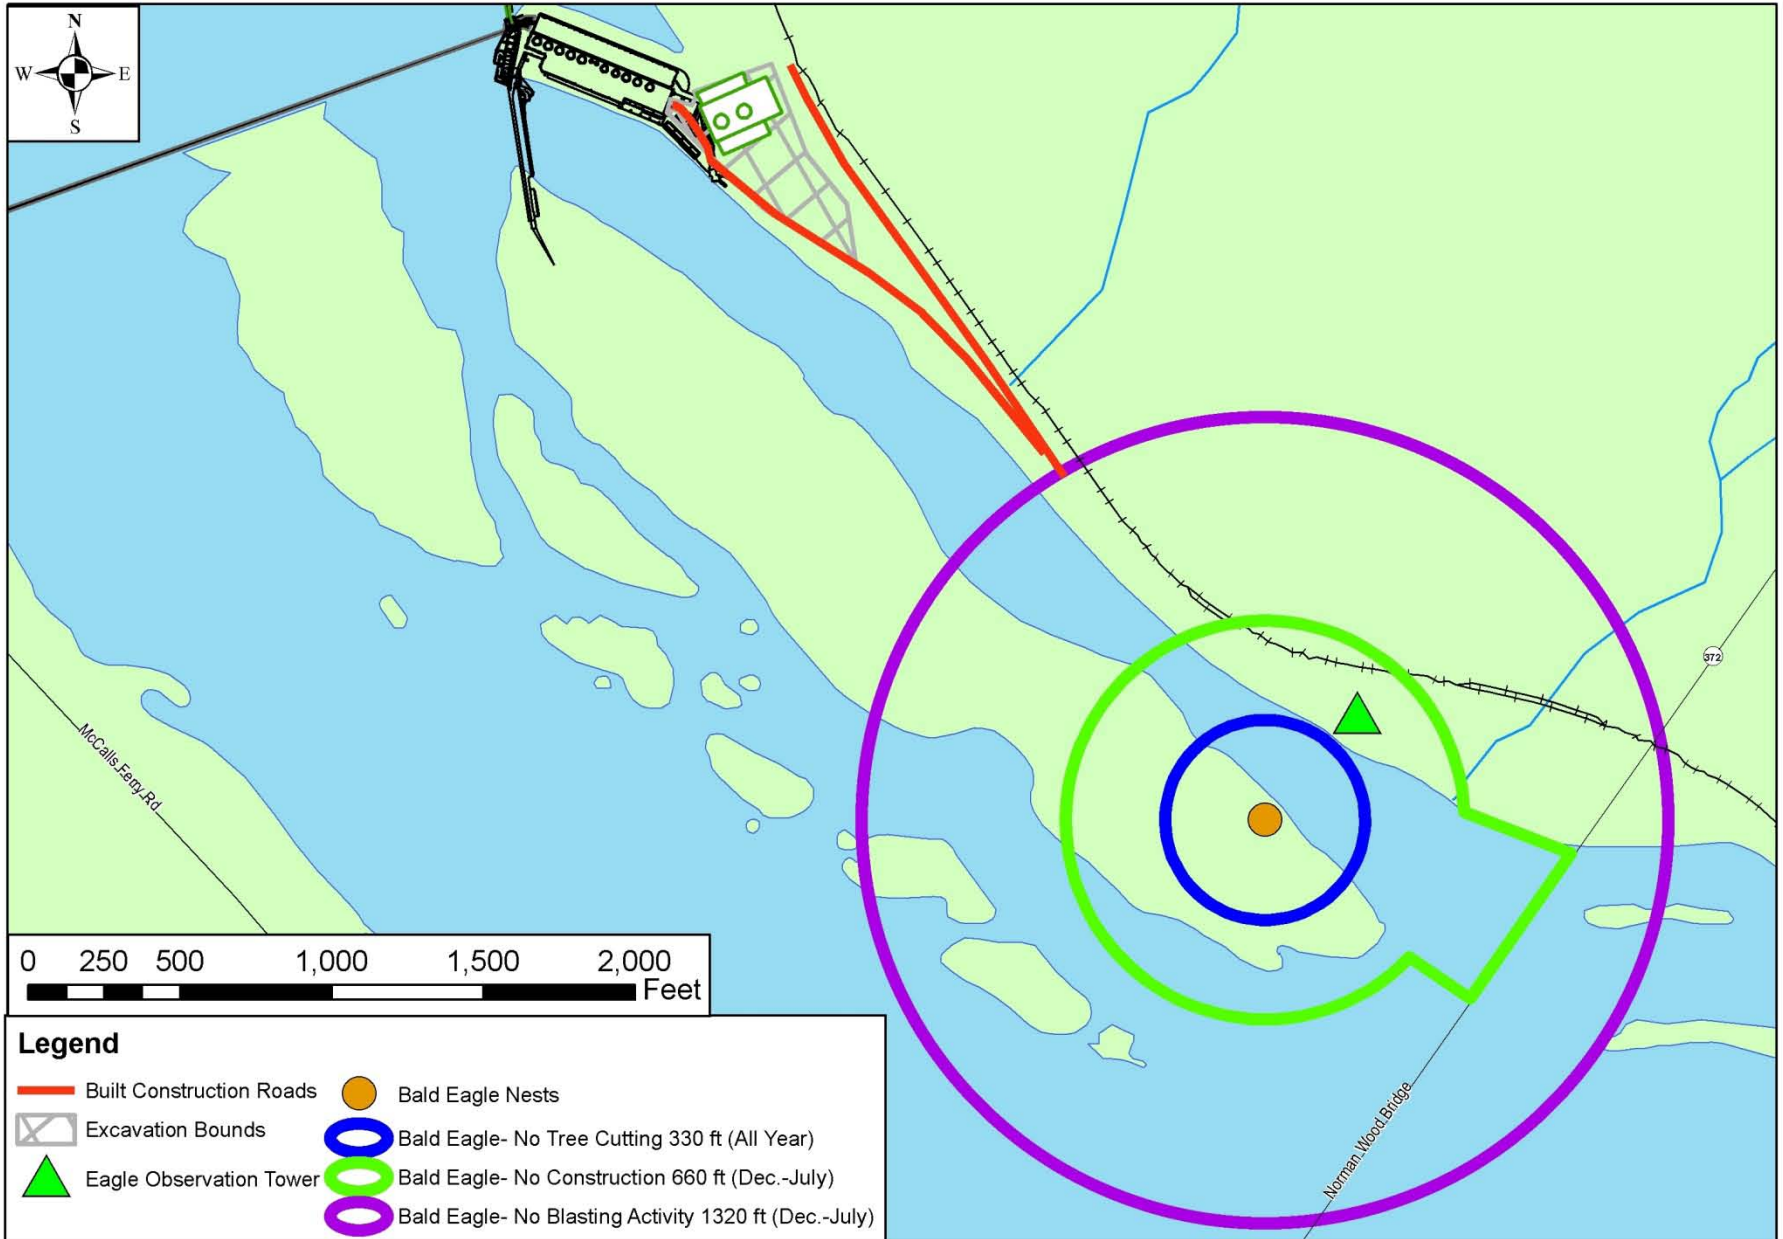 N
W E
S
372
McCalls Ferry Rd
0 250 500 1,000 1,500 2,000
Feet
Legend
Built Construction Roads
Excavation Bounds
Eagle Observation Tower
Bald Eagle Nests
Bald Eagle- No Tree Cutting 330 ft (All Year)
Bald Eagle- No Construction 660 ft (Dec.-July)
Bald Eagle- No Blasting Activity 1320 ft (Dec.-July)
Norman Wood Bridge